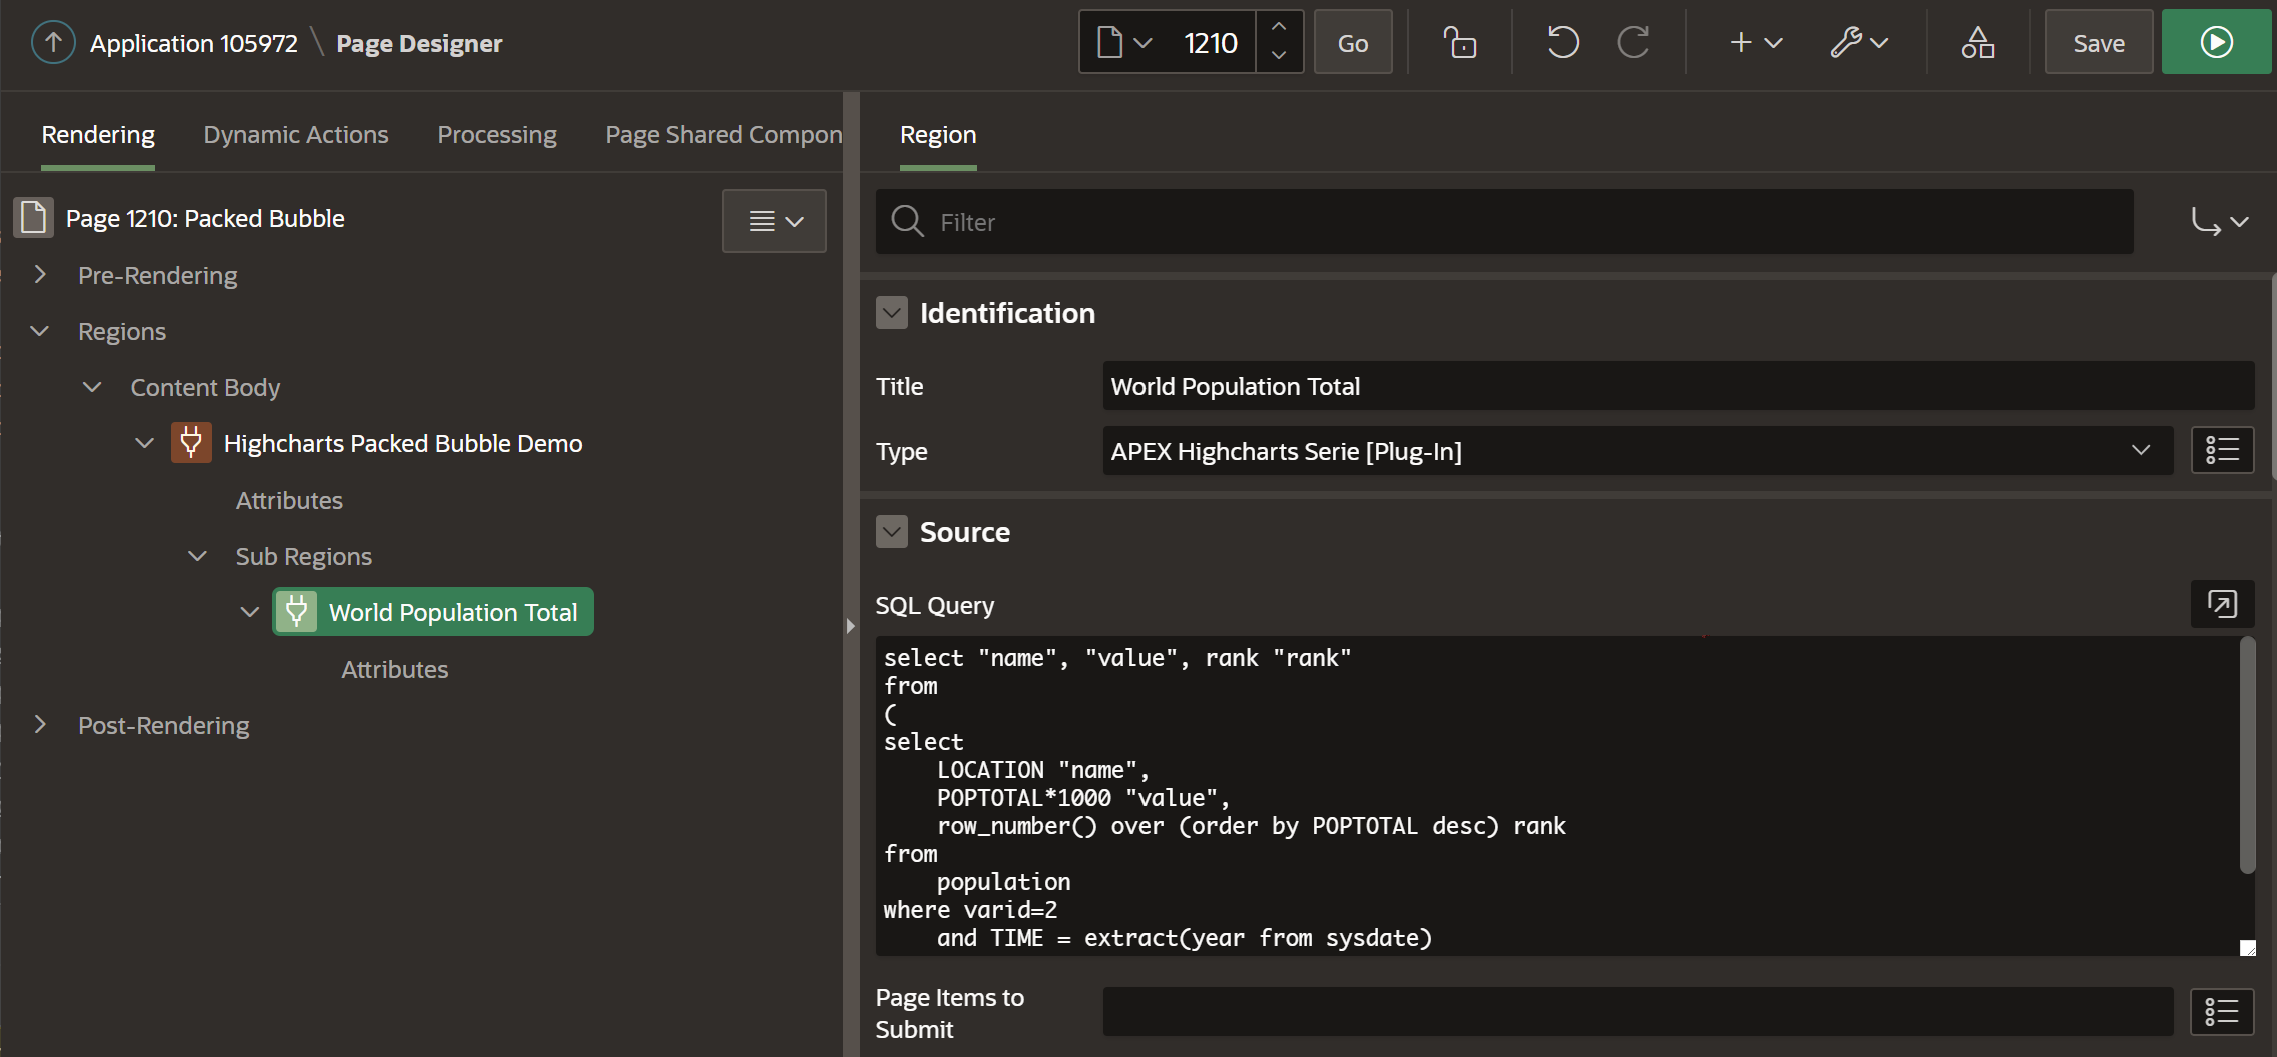 Application 105972 \ Page Designer
1210
Go
Save
Rendering
Dynamic Actions
Processing
Page Shared Compon
Page 1210: Packed Bubble
Pre-Rendering
Regions
Content Body
Highcharts Packed Bubble Demo
Attributes
Sub Regions
World Population Total
Attributes
Post-Rendering
Region
Filter
Identification
Title
World Population Total
Type
APEX Highcharts Serie [Plug-In]
Source
SQL Query
select "name", "value", rank "rank"
from
(
select
    LOCATION "name",
    POPTOTAL*1000 "value",
    row_number() over (order by POPTOTAL desc) rank
from
    population
where varid=2
    and TIME = extract(year from sysdate)
Page Items to
Submit